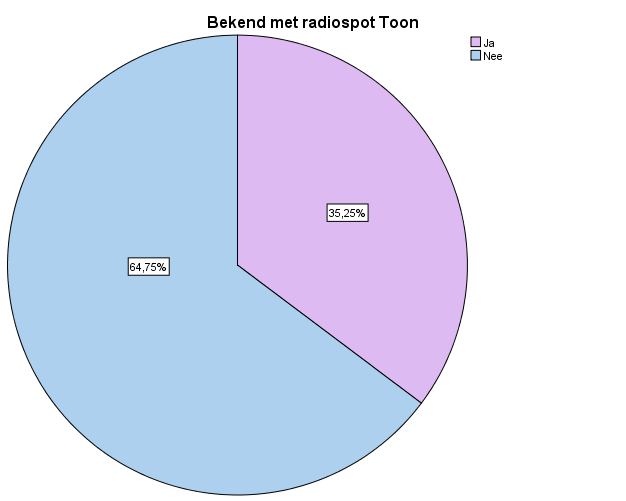 Bekend met radiospot Toon
Ja
Nee
35,25%
64,75%